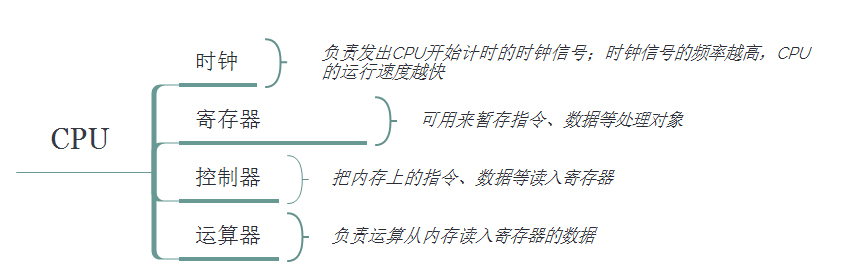 CPU
时钟
负责发出CPU开始计时的时钟信号；时钟信号的频率越高，CPU
的运行速度越快
寄存器
可用来暂存指令、数据等处理对象
控制器
把内存上的指令、数据等读入寄存器
运算器
负责运算从内存读入寄存器的数据